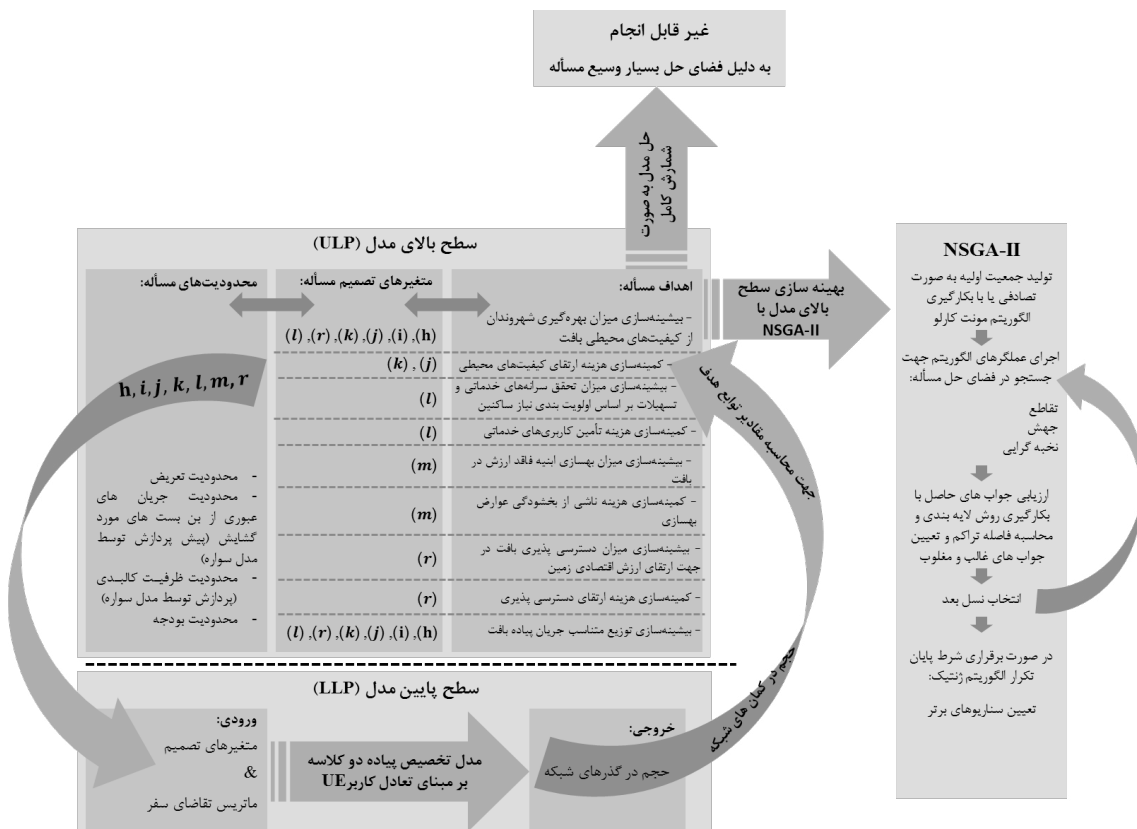 غیر قابل انجام
به دلیل فضای حل بسیار وسیع مسأله
حل مدل به صورت
شمارش کامل
سطح بالای مدل (ULP)
اهداف مسأله:
متغیرهای تصمیم مسأله:
محدودیت‌های مسأله:
- بیشینه‌سازی میزان بهره‌گیری شهروندان
از کیفیت‌های محیطی بافت
(h), (i), (j), (k), (r), (l)
- کمینه‌سازی هزینه ارتقای کیفیت‌های محیطی
(j), (k)
- بیشینه‌سازی میزان تحقق سرانه‌های خدماتی و
تسهیلات بر اساس اولویت بندی نیاز ساکنین
(l)
- کمینه‌سازی هزینه تأمین کاربری‌های خدماتی
(l)
- بیشینه‌سازی میزان بهسازی ابنیه فاقد ارزش در
بافت
(m)
- کمینه‌سازی هزینه ناشی از بخشودگی عوارض
بهسازی
(m)
- بیشینه‌سازی میزان دسترسی پذیری بافت در
جهت ارتقای ارزش اقتصادی زمین
(r)
- کمینه‌سازی هزینه ارتقای دسترسی پذیری
(r)
- بیشینه‌سازی توزیع متناسب جریان پیاده بافت
(h), (i), (j), (k), (r), (l)
h, i, j, k, l, m, r
- محدودیت تعریض
- محدودیت جریان های
عبوری از بن بست های مورد
گشایش (پیش پردازش توسط
مدل سواره)
- محدودیت ظرفیت کالبدی
(پردازش توسط مدل سواره)
- محدودیت بودجه
سطح پایین مدل (LLP)
ورودی:
متغیرهای تصمیم
&
ماتریس تقاضای سفر
مدل تخصیص پیاده دو کلاسه
بر مبنای تعادل کاربرUE
خروجی:
حجم در گذرهای شبکه
حجم در کمان های شبکه
جهت محاسبه مقادیر توابع هدف
بهینه سازی سطح
بالای مدل با
NSGA-II
NSGA-II
تولید جمعیت اولیه به صورت
تصادفی یا با بکارگیری
الگوریتم مونت کارلو
اجرای عملگرهای الگوریتم جهت
جستجو در فضای حل مسأله:
تقاطع
جهش
نخبه گرایی
ارزیابی جواب های حاصل با
بکارگیری روش لایه بندی و
محاسبه فاصله تراکم و تعیین
جواب های غالب و مغلوب
انتخاب نسل بعد
در صورت برقراری شرط پایان
تکرار الگوریتم ژنتیک:
تعیین سناریوهای برتر